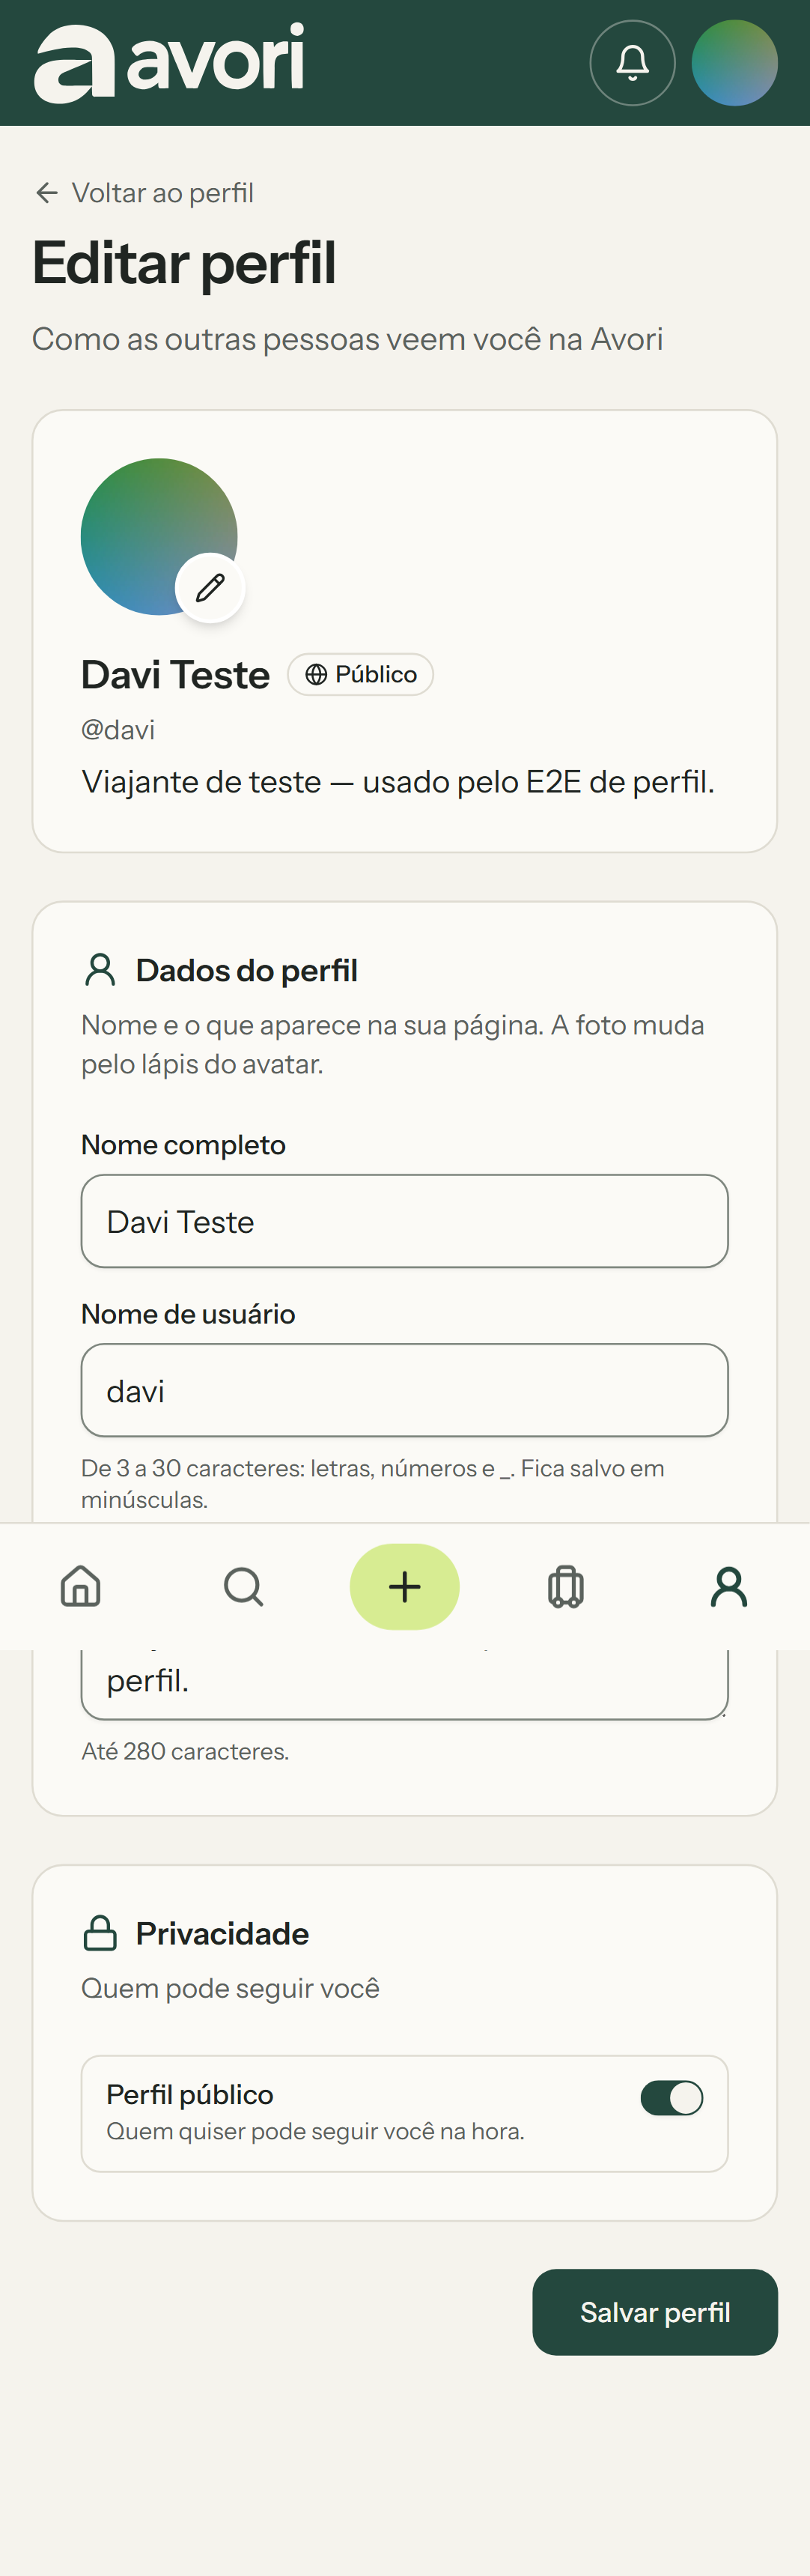 avori
Voltar ao perfil
Editar perfil
Como as outras pessoas veem você na Avori
Davi Teste
Público
@davi
Viajante de teste — usado pelo E2E de perfil.
Dados do perfil
Nome e o que aparece na sua página. A foto muda
pelo lápis do avatar.
Nome completo
Davi Teste
Nome de usuário
davi
De 3 a 30 caracteres: letras, números e _. Fica salvo em
minúsculas.
perfil.
Até 280 caracteres.
Privacidade
Quem pode seguir você
Perfil público
Quem quiser pode seguir você na hora.
Salvar perfil